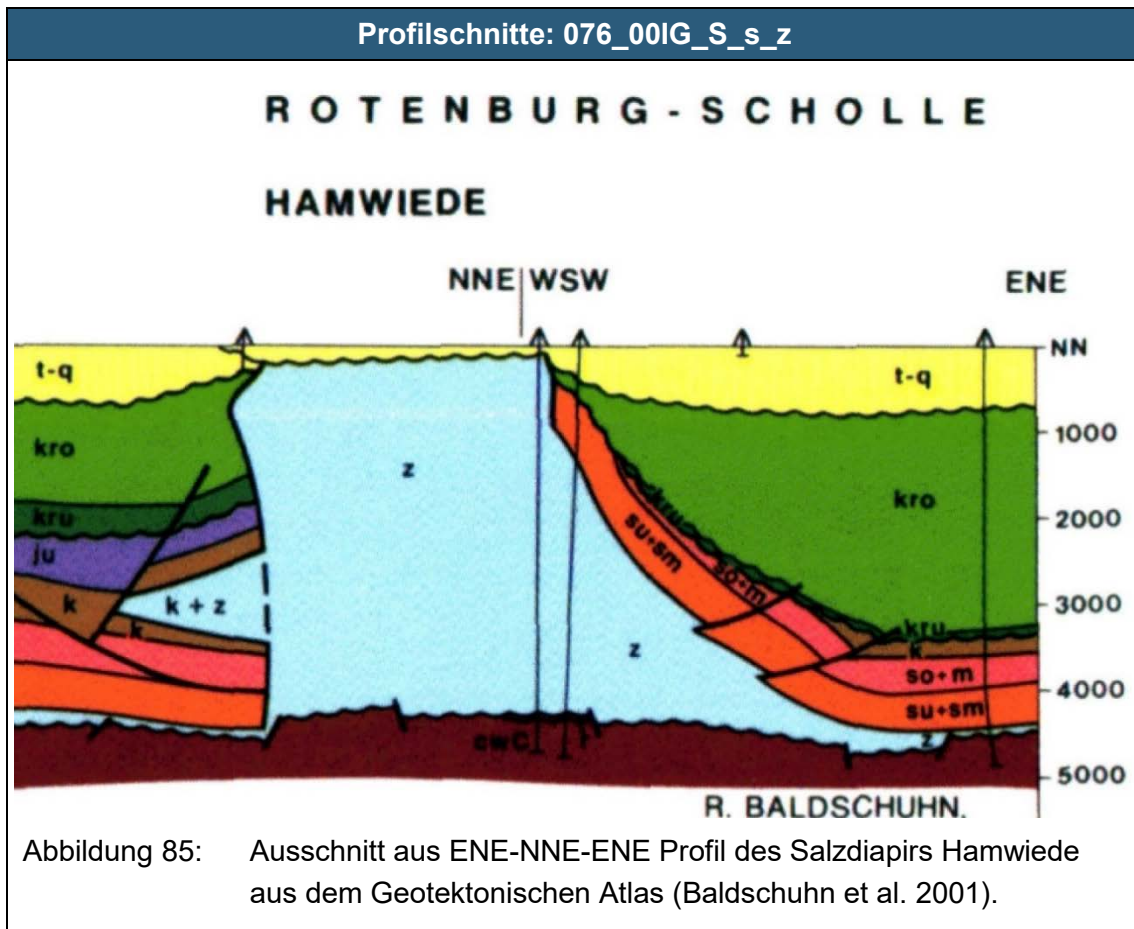 Profilschnitte: 076_00IG_S_s_z
ROTENBURG-SCHOLLE
HAMWIEDE
NNE WSW ENE
NN
t-q t-q
1000
kro
z
kro
kru
2000
ju
kru
su+sm
so+m
k
k + z
3000
k
kru
k
z
so+m
4000
su+sm
cwC
z
5000
R. BALDSCHUHN.
Abbildung 85: Ausschnitt aus ENE-NNE-ENE Profil des Salzdiapirs Hamwiede
aus dem Geotektonischen Atlas (Baldschuhn et al. 2001).